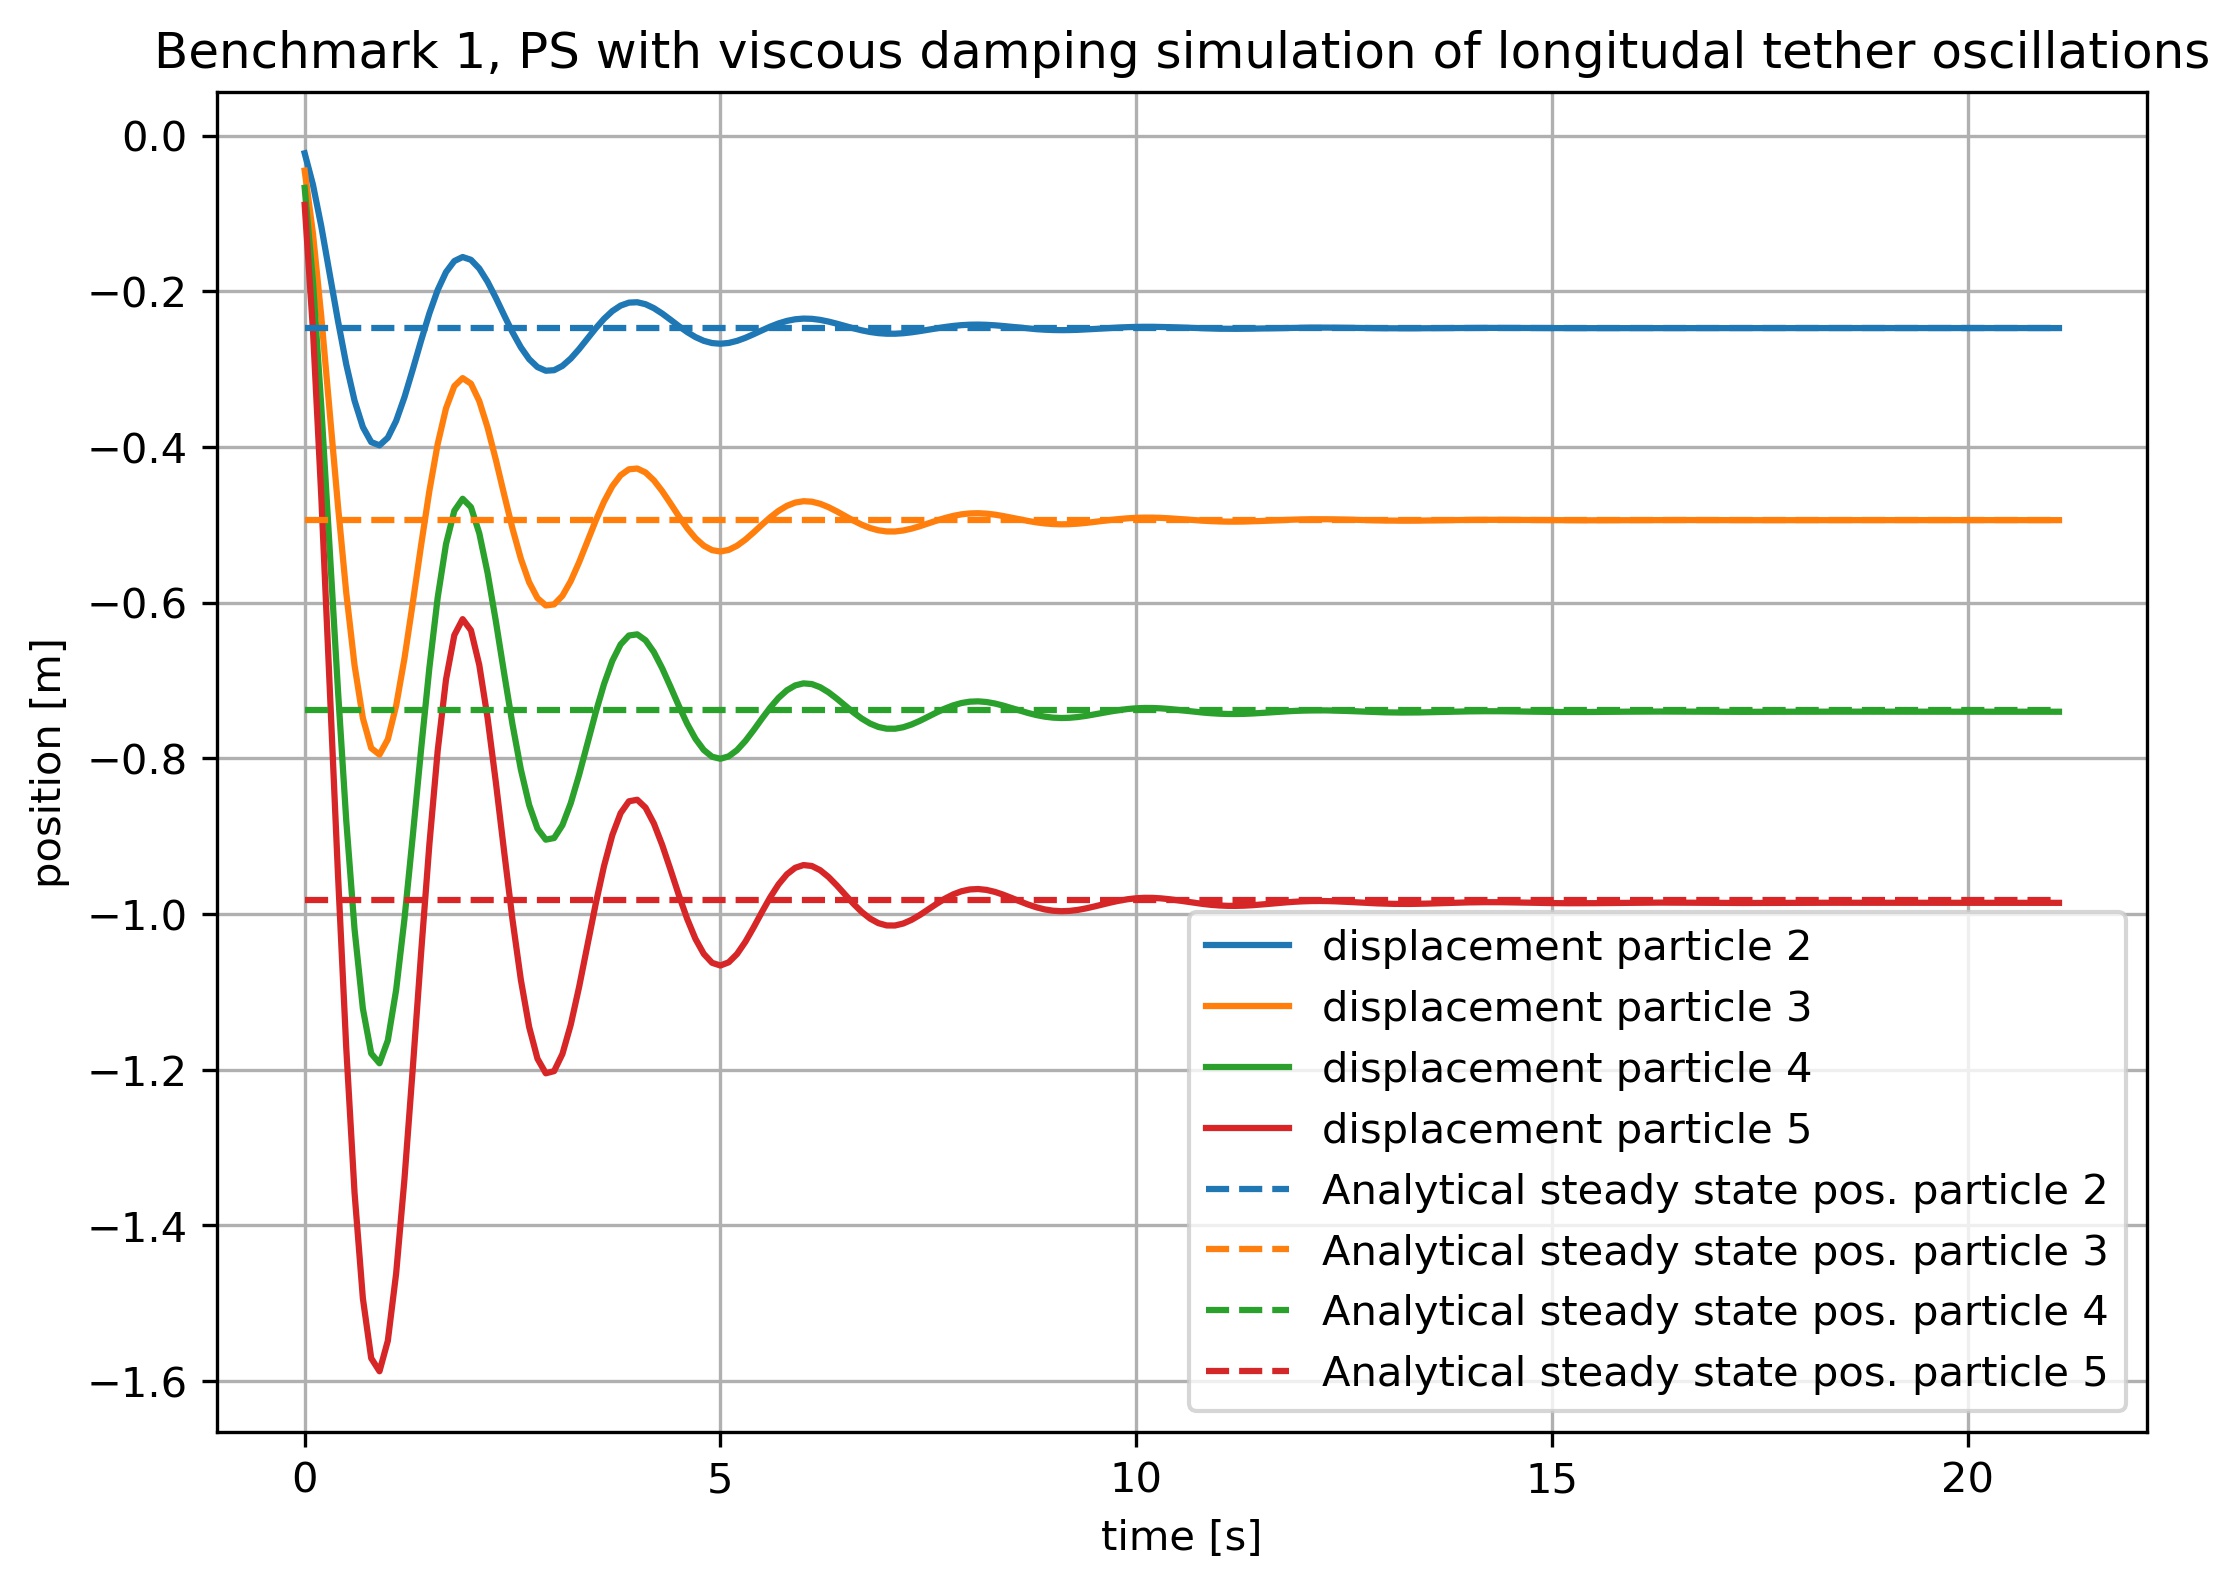 Benchmark 1, PS with viscous damping simulation of longitudal tether oscillations
0.0
−0.2
−0.4
−0.6
−0.8
−1.0
−1.2
−1.4
−1.6
position [m]
displacement particle 2
displacement particle 3
displacement particle 4
displacement particle 5
Analytical steady state pos. particle 2
Analytical steady state pos. particle 3
Analytical steady state pos. particle 4
Analytical steady state pos. particle 5
0 5 10 15 20
time [s]